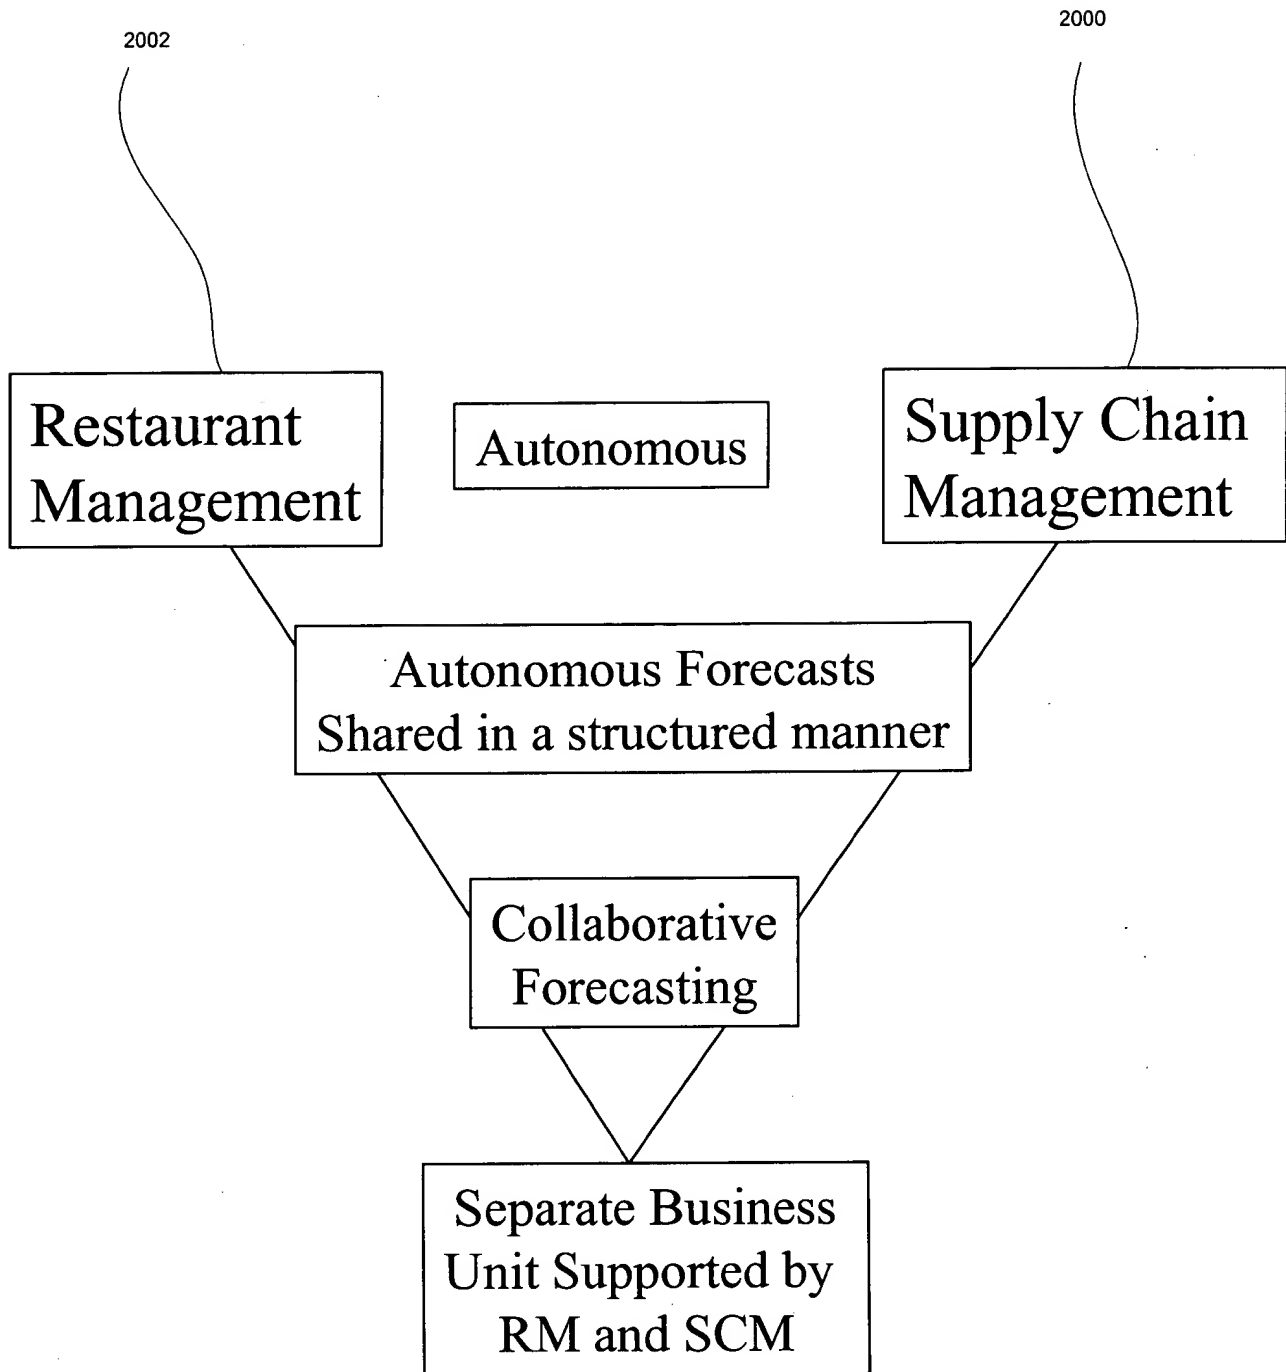 2002
2000
Restaurant
Management
Autonomous
Supply Chain
Management
Autonomous Forecasts
Shared in a structured manner
Collaborative
Forecasting
Separate Business
Unit Supported by
RM and SCM